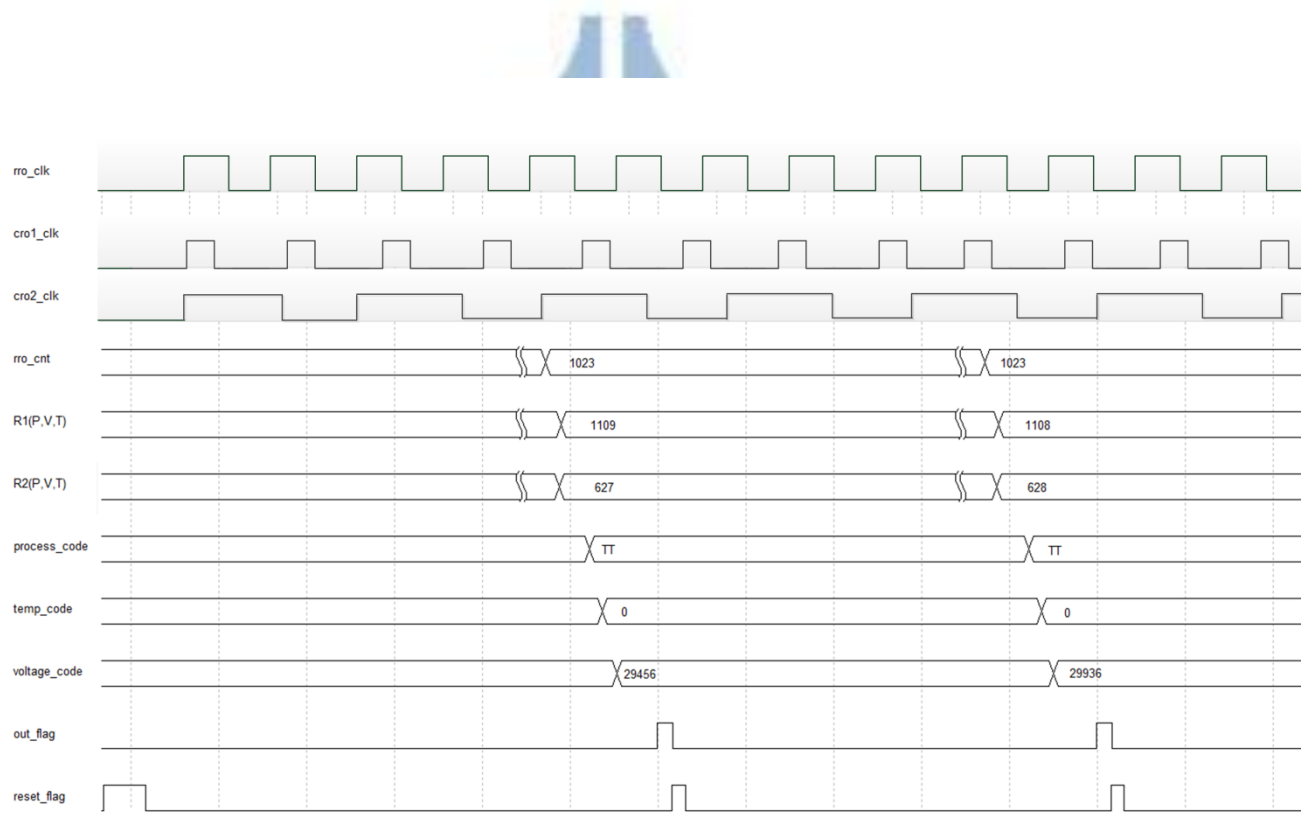 rro_clk
cro1_clk
cro2_clk
rro_cnt 1023 1023
R1(P,V,T) 1109 1108
R2(P,V,T) 627 628
process_code TT TT
temp_code 0 0
voltage_code 29456 29936
out_flag
reset_flag